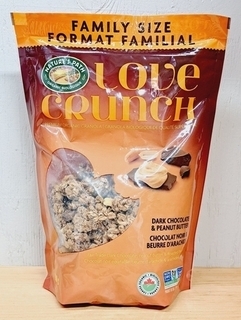 FAMILY SIZE
FORMAT FAMILIAL
NATURE'S PATH
LOVE
CRUNCH
DARK CHOCOLATE
& PEANUT BUTTER
CHOCOLAT NOIR &
BEURRE D'ARACHIDE